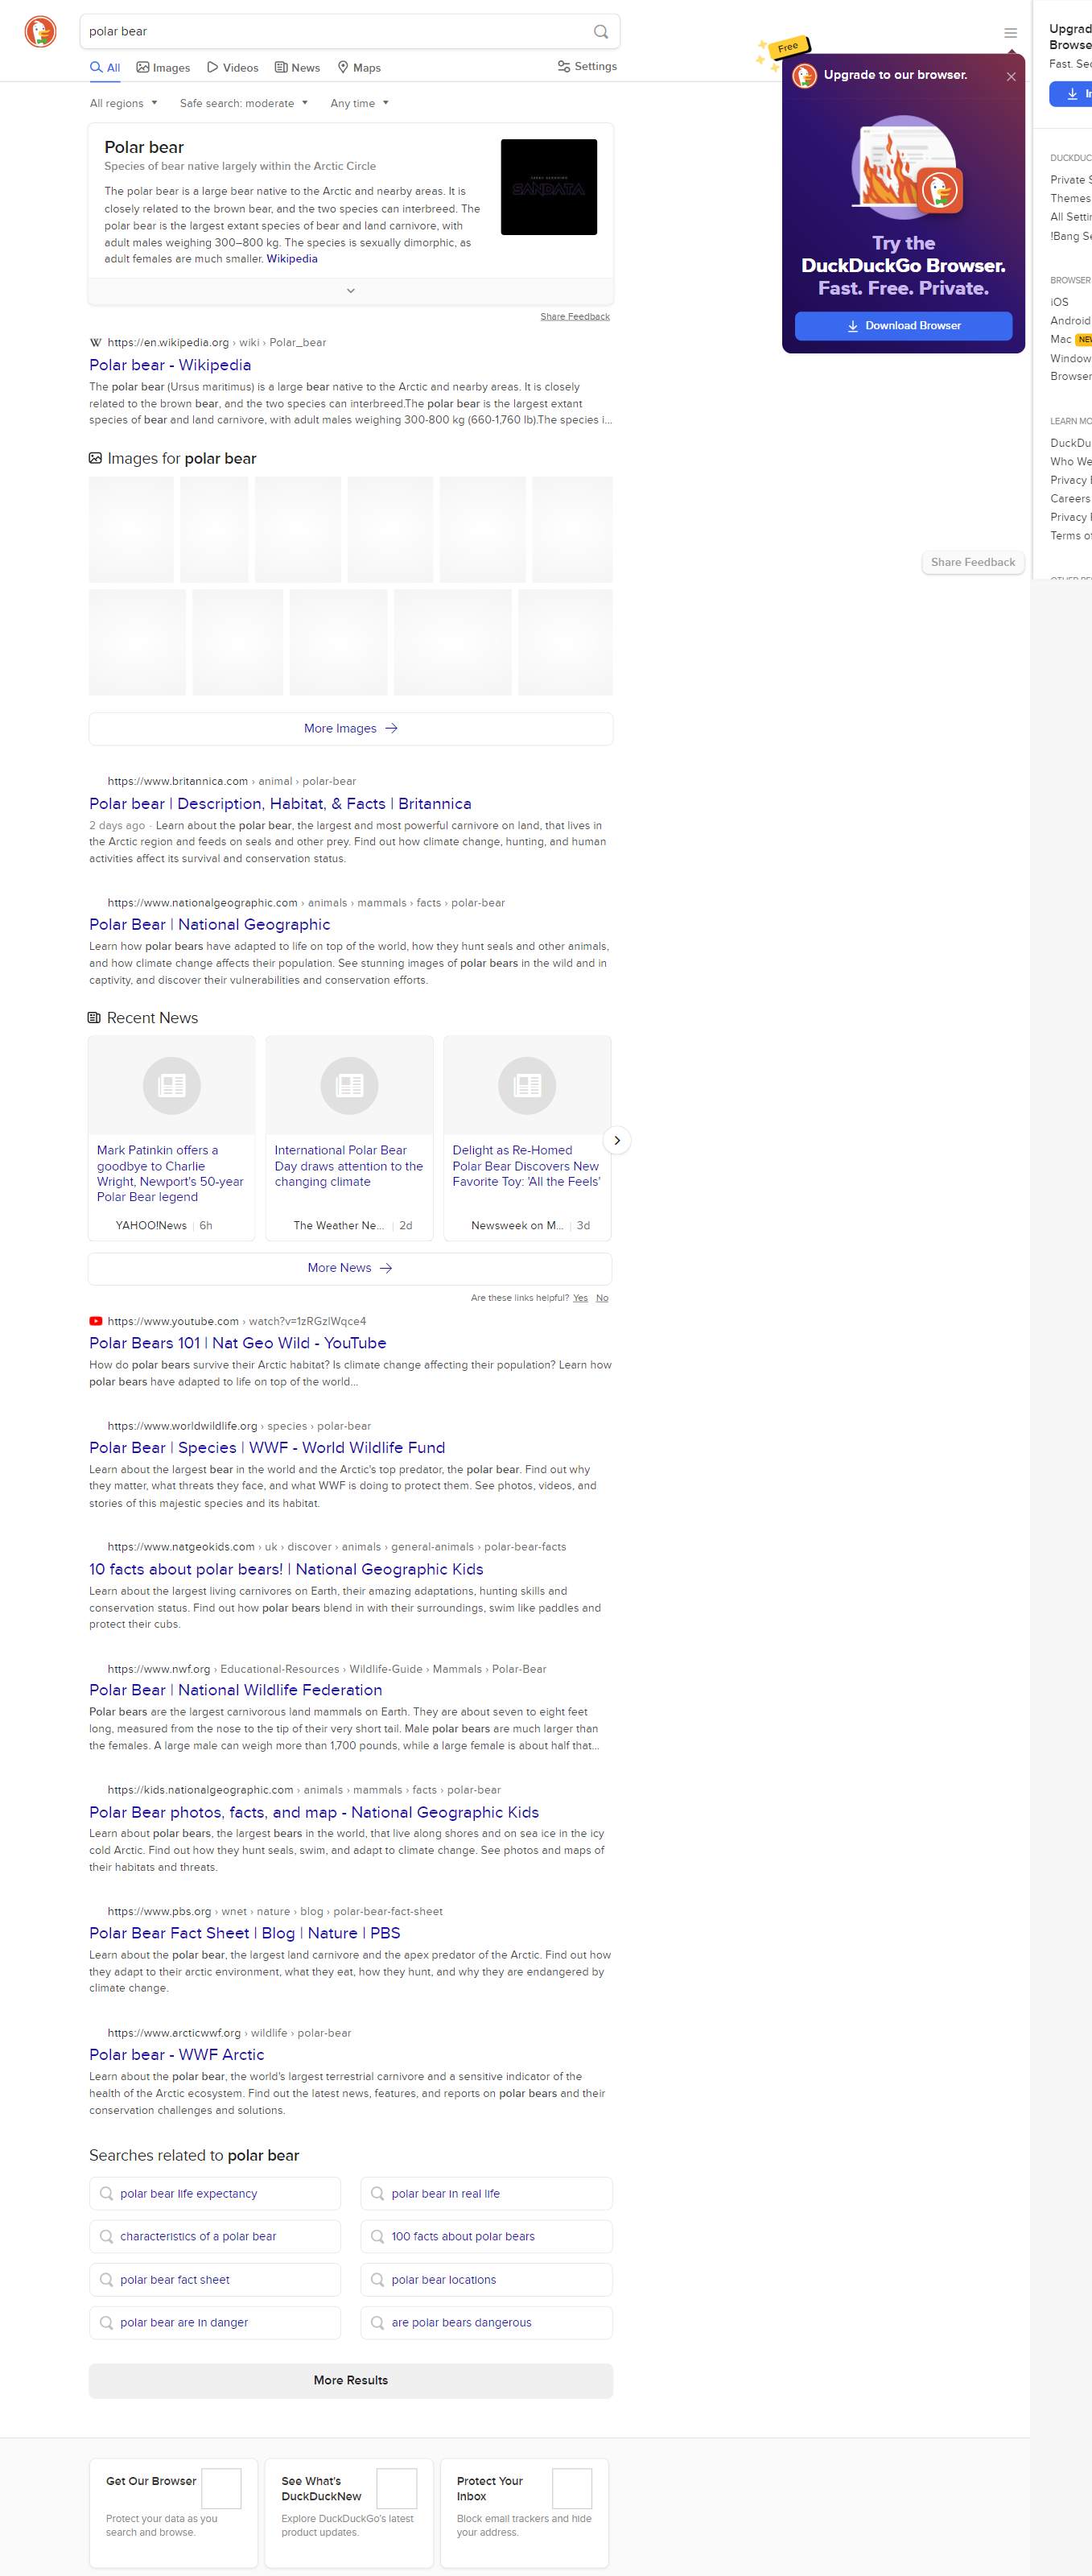 polar bear
All
Images
Videos
News
Maps
Settings
All regions
Safe search: moderate
Any time
Polar bear
Species of bear native largely within the Arctic Circle
The polar bear is a large bear native to the Arctic and nearby areas. It is
closely related to the brown bear, and the two species can interbreed. The
polar bear is the largest extant species of bear and land carnivore, with
adult males weighing 300–800 kg. The species is sexually dimorphic, as
adult females are much smaller. Wikipedia
SANDATA
Share Feedback
W https://en.wikipedia.org › wiki › Polar_bear
Polar bear - Wikipedia
The polar bear (Ursus maritimus) is a large bear native to the Arctic and nearby areas. It is closely
related to the brown bear, and the two species can interbreed.The polar bear is the largest extant
species of bear and land carnivore, with adult males weighing 300-800 kg (660-1,760 lb).The species i...
Images for polar bear
More Images
https://www.britannica.com › animal › polar-bear
Polar bear | Description, Habitat, & Facts | Britannica
2 days ago · Learn about the polar bear, the largest and most powerful carnivore on land, that lives in
the Arctic region and feeds on seals and other prey. Find out how climate change, hunting, and human
activities affect its survival and conservation status.
https://www.nationalgeographic.com › animals › mammals › facts › polar-bear
Polar Bear | National Geographic
Learn how polar bears have adapted to life on top of the world, how they hunt seals and other animals,
and how climate change affects their population. See stunning images of polar bears in the wild and in
captivity, and discover their vulnerabilities and conservation efforts.
Recent News
Mark Patinkin offers a
goodbye to Charlie
Wright, Newport's 50-year
Polar Bear legend
YAHOO!News | 6h
International Polar Bear
Day draws attention to the
changing climate
The Weather Ne... | 2d
Delight as Re-Homed
Polar Bear Discovers New
Favorite Toy: 'All the Feels'
Newsweek on M... | 3d
More News
Are these links helpful? Yes No
https://www.youtube.com › watch?v=1zRGzlWqce4
Polar Bears 101 | Nat Geo Wild - YouTube
How do polar bears survive their Arctic habitat? Is climate change affecting their population? Learn how
polar bears have adapted to life on top of the world...
https://www.worldwildlife.org › species › polar-bear
Polar Bear | Species | WWF - World Wildlife Fund
Learn about the largest bear in the world and the Arctic's top predator, the polar bear. Find out why
they matter, what threats they face, and what WWF is doing to protect them. See photos, videos, and
stories of this majestic species and its habitat.
https://www.natgeokids.com › uk › discover › animals › general-animals › polar-bear-facts
10 facts about polar bears! | National Geographic Kids
Learn about the largest living carnivores on Earth, their amazing adaptations, hunting skills and
conservation status. Find out how polar bears blend in with their surroundings, swim like paddles and
protect their cubs.
https://www.nwf.org › Educational-Resources › Wildlife-Guide › Mammals › Polar-Bear
Polar Bear | National Wildlife Federation
Polar bears are the largest carnivorous land mammals on Earth. They are about seven to eight feet
long, measured from the nose to the tip of their very short tail. Male polar bears are much larger than
the females. A large male can weigh more than 1,700 pounds, while a large female is about half that...
https://kids.nationalgeographic.com › animals › mammals › facts › polar-bear
Polar Bear photos, facts, and map - National Geographic Kids
Learn about polar bears, the largest bears in the world, that live along shores and on sea ice in the icy
cold Arctic. Find out how they hunt seals, swim, and adapt to climate change. See photos and maps of
their habitats and threats.
https://www.pbs.org › wnet › nature › blog › polar-bear-fact-sheet
Polar Bear Fact Sheet | Blog | Nature | PBS
Learn about the polar bear, the largest land carnivore and the apex predator of the Arctic. Find out how
they adapt to their arctic environment, what they eat, how they hunt, and why they are endangered by
climate change.
https://www.arcticwwf.org › wildlife › polar-bear
Polar bear - WWF Arctic
Learn about the polar bear, the world's largest terrestrial carnivore and a sensitive indicator of the
health of the Arctic ecosystem. Find out the latest news, features, and reports on polar bears and their
conservation challenges and solutions.
Searches related to polar bear
polar bear life expectancy
polar bear in real life
characteristics of a polar bear
100 facts about polar bears
polar bear fact sheet
polar bear locations
polar bear are in danger
are polar bears dangerous
More Results
Get Our Browser
Protect your data as you
search and browse.
See What's
DuckDuckNew
Explore DuckDuckGo's latest
product updates.
Protect Your
Inbox
Block email trackers and hide
your address.
Free
Upgrade to our browser.
Try the
DuckDuckGo Browser.
Fast. Free. Private.
Download Browser
Share Feedback
Upgrad
Browse
Fast. Sec
In
DUCKDUC
Private S
Themes
All Settin
!Bang Se
BROWSER
iOS
Android
Mac NEW
Window
Browser
LEARN MO
DuckDu
Who We
Privacy
Careers
Privacy
Terms of